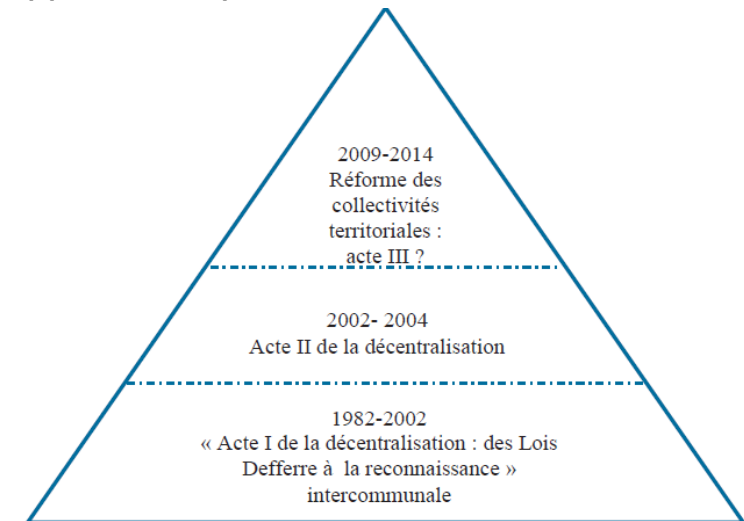 2009-2014
Réforme des
collectivités
territoriales :
acte III ?
2002- 2004
Acte II de la décentralisation
1982-2002
« Acte I de la décentralisation : des Lois
Defferre à la reconnaissance »
intercommunale